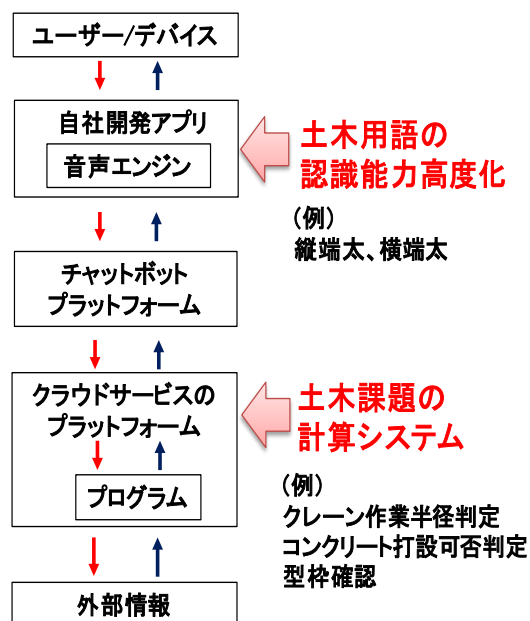 ユーザー/デバイス
自社開発アプリ
音声エンジン
土木用語の
認識能力高度化
(例)
縦端太、横端太
チャットボット
プラットフォーム
クラウドサービスの
プラットフォーム
プログラム
土木課題の
計算システム
(例)
クレーン作業半径判定
コンクリート打設可否判定
型枠確認
外部情報